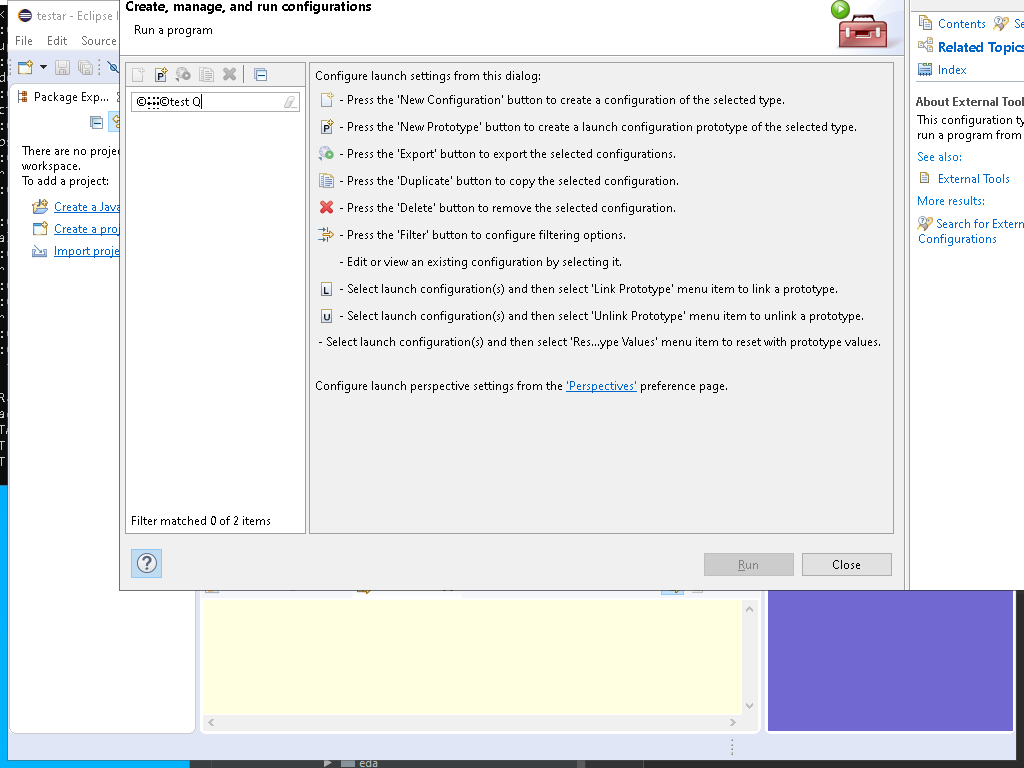 testar - Eclipse
File Edit Source
Package Exp...
There are no
workspace.
To add a project:
Create a Java
Create a
Import
Create, manage, and run configurations
Run a program
test Q
Filter matched 0 of 2 items
Configure launch settings from this dialog:
- Press the 'New Configuration' button to create a configuration of the selected type.
- Press the 'New Prototype' button to create a launch configuration prototype of the selected type.
- Press the 'Export' button to export the selected configurations.
- Press the 'Duplicate' button to copy the selected configuration.
- Press the 'Delete' button to remove the selected configuration.
- Press the 'Filter' button to configure filtering options.
- Edit or view an existing configuration by selecting it.
- Select launch configuration(s) and then select 'Link Prototype' menu item to link a prototype.
- Select launch configuration(s) and then select 'Unlink Prototype' menu item to unlink a prototype.
- Select launch configuration(s) and then select 'Res...ype Values' menu item to reset with prototype values.
Configure launch perspective settings from the 'Perspectives' preference page.
Run Close
Contents
Related Topics
Index
About External
This configuration
run a program from
See also:
External Tools
More results:
Search for
Configurations
eda